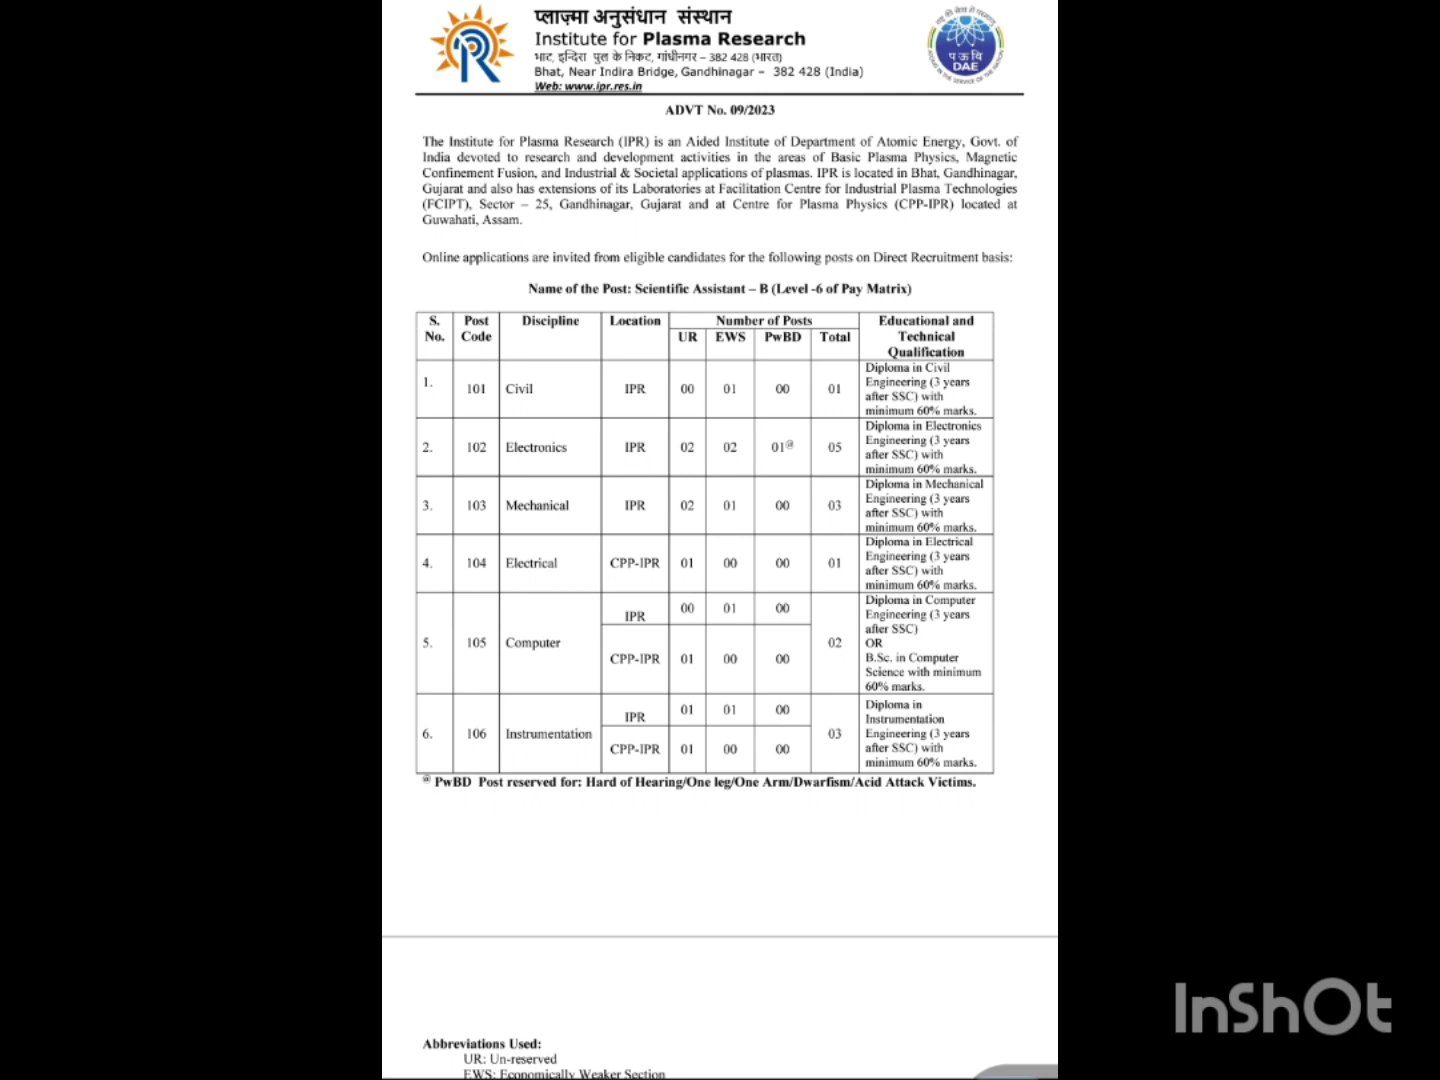 प्लाज़्मा अनुसंधान संस्थान
Institute for Plasma Research
भाट, इन्दिरा पुल के निकट, गांधीनगर – 382 428 (भारत)
Bhat, Near Indira Bridge, Gandhinagar – 382 428 (India)
Web: www.ipr.res.in
पऊवि
DAE
ADVT No. 09/2023
The Institute for Plasma Research (IPR) is an Aided Institute of Department of Atomic Energy, Govt. of
India devoted to research and development activities in the areas of Basic Plasma Physics, Magnetic
Confinement Fusion, and Industrial & Societal applications of plasmas. IPR is located in Bhat, Gandhinagar,
Gujarat and also has extensions of its Laboratories at Facilitation Centre for Industrial Plasma Technologies
(FCIPT), Sector – 25, Gandhinagar, Gujarat and at Centre for Plasma Physics (CPP-IPR) located at
Guwahati, Assam.
Online applications are invited from eligible candidates for the following posts on Direct Recruitment basis:
Name of the Post: Scientific Assistant – B (Level -6 of Pay Matrix)
S. No. Post Code Discipline Location Number of Posts Educational and Technical Qualification
UR EWS PwBD Total
1. 101 Civil IPR 00 01 00 01
Diploma in Civil
Engineering (3 years
after SSC) with
minimum 60% marks.
2. 102 Electronics IPR 02 02 01@ 05
Diploma in Electronics
Engineering (3 years
after SSC) with
minimum 60% marks.
3. 103 Mechanical IPR 02 01 00 03
Diploma in Mechanical
Engineering (3 years
after SSC) with
minimum 60% marks.
4. 104 Electrical CPP-IPR 01 00 00 01
Diploma in Electrical
Engineering (3 years
after SSC) with
minimum 60% marks.
5. 105 Computer IPR 00 01 00 02
CPP-IPR 01 00 00
Diploma in Computer
Engineering (3 years
after SSC)
OR
B.Sc. in Computer
Science with minimum
60% marks.
6. 106 Instrumentation IPR 01 01 00 03
CPP-IPR 01 00 00
Diploma in
Instrumentation
Engineering (3 years
after SSC) with
minimum 60% marks.
@ PwBD Post reserved for: Hard of Hearing/One leg/One Arm/Dwarfism/Acid Attack Victims.
Abbreviations Used:
UR: Un-reserved
EWS: Economically Weaker Section
InShOt